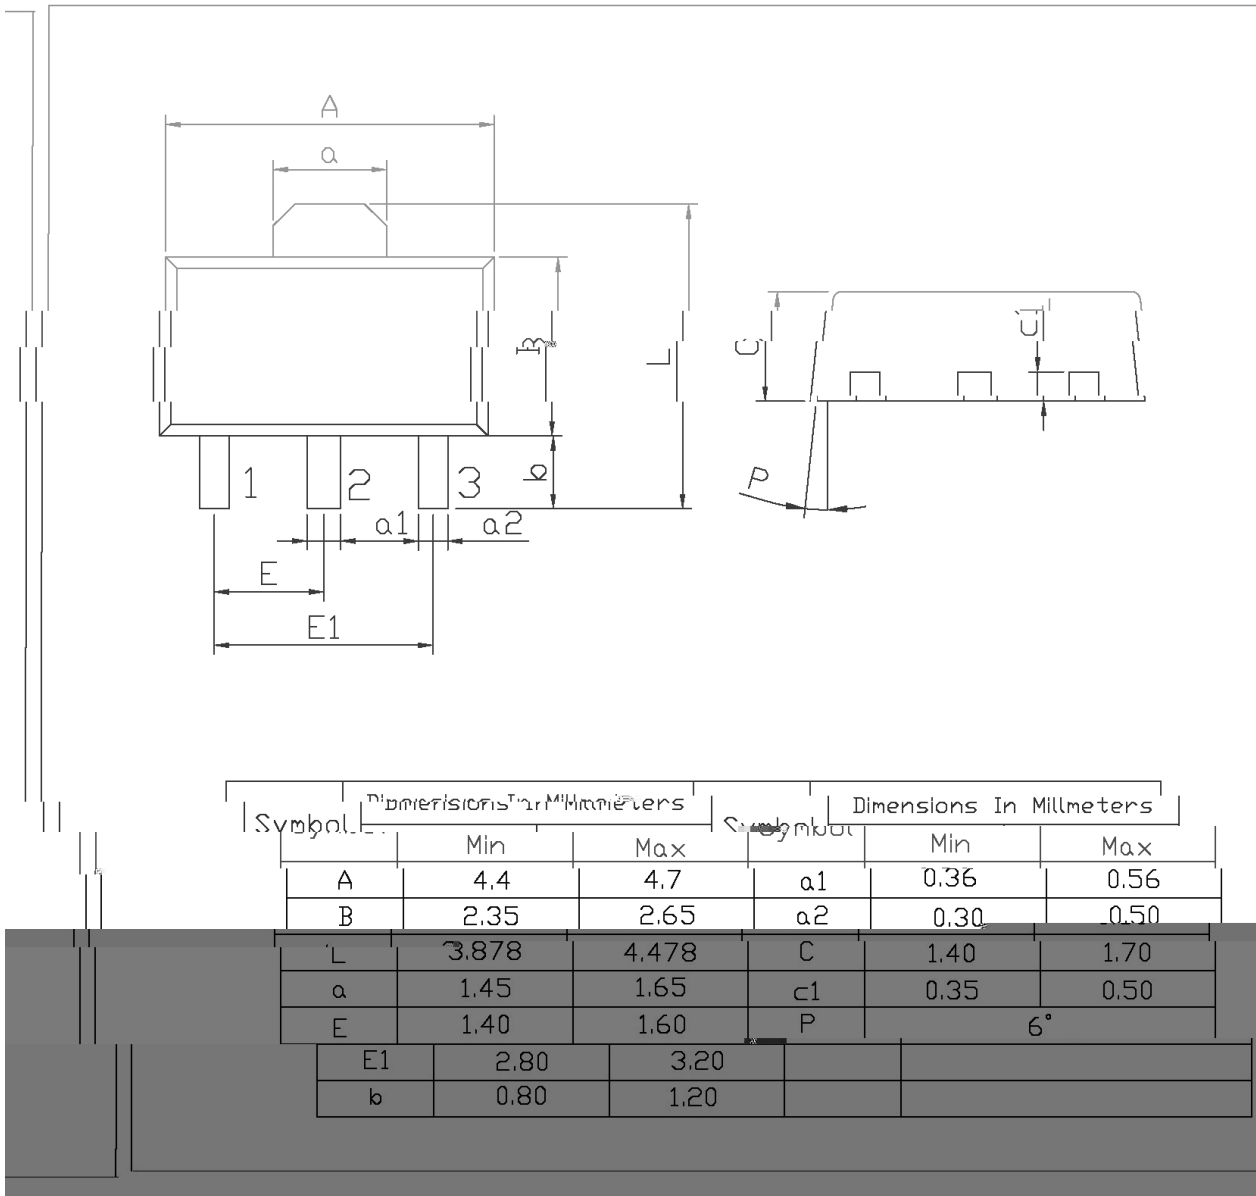 A
a
B
L
C
c1
1 2 3
b
P
a1 a2
E
E1
Dimensions In Millmeters
Symbol
Min Max Min Max
A 4.4 4.7 a1 0.36 0.56
B 2.35 2.65 a2 0.30 0.50
L 3.878 4.478 C 1.40 1.70
a 1.45 1.65 c1 0.35 0.50
E 1.40 1.60 P 6°
E1 2.80 3.20
b 0.80 1.20